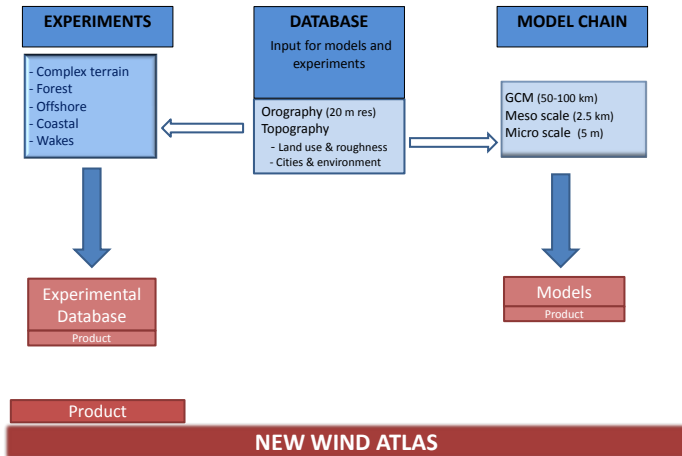 EXPERIMENTS
- Complex terrain
- Forest
- Offshore
- Coastal
- Wakes
Experimental
Database
Product
DATABASE
Input for models and
experiments
Orography (20 m res)
Topography
- Land use & roughness
- Cities & environment
MODEL CHAIN
GCM (50-100 km)
Meso scale (2.5 km)
Micro scale (5 m)
Models
Product
Product
NEW WIND ATLAS